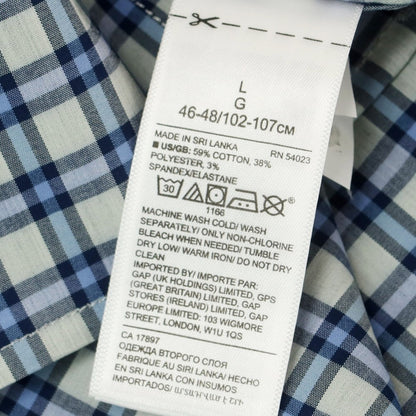 L
G
46-48/102-107CM
MADE IN SRI LANKA RN 54023
US/GB: 59% COTTON, 38%
POLYESTER, 3%
SPANDEX/ELASTANE
30
1166
MACHINE WASH COLD/ WASH
SEPARATELY/ ONLY NON-CHLORINE
BLEACH WHEN NEEDED/ TUMBLE
DRY LOW/ WARM IRON/ DO NOT DRY
CLEAN
IMPORTED BY/ IMPORTE PAR:
GAP (UK HOLDINGS) LIMITED, GPS
(GREAT BRITAIN) LIMITED, GAP
STORES (IRELAND) LIMITED, GAP
EUROPE LIMITED: 103 WIGMORE
STREET, LONDON, W1U 1QS
CA 17897
ОДЕЖДА ВТОРОГО СЛОЯ
FABRIQUE AU SRI LANKA/ HECHO
EN SRI LANKA CON INSUMOS